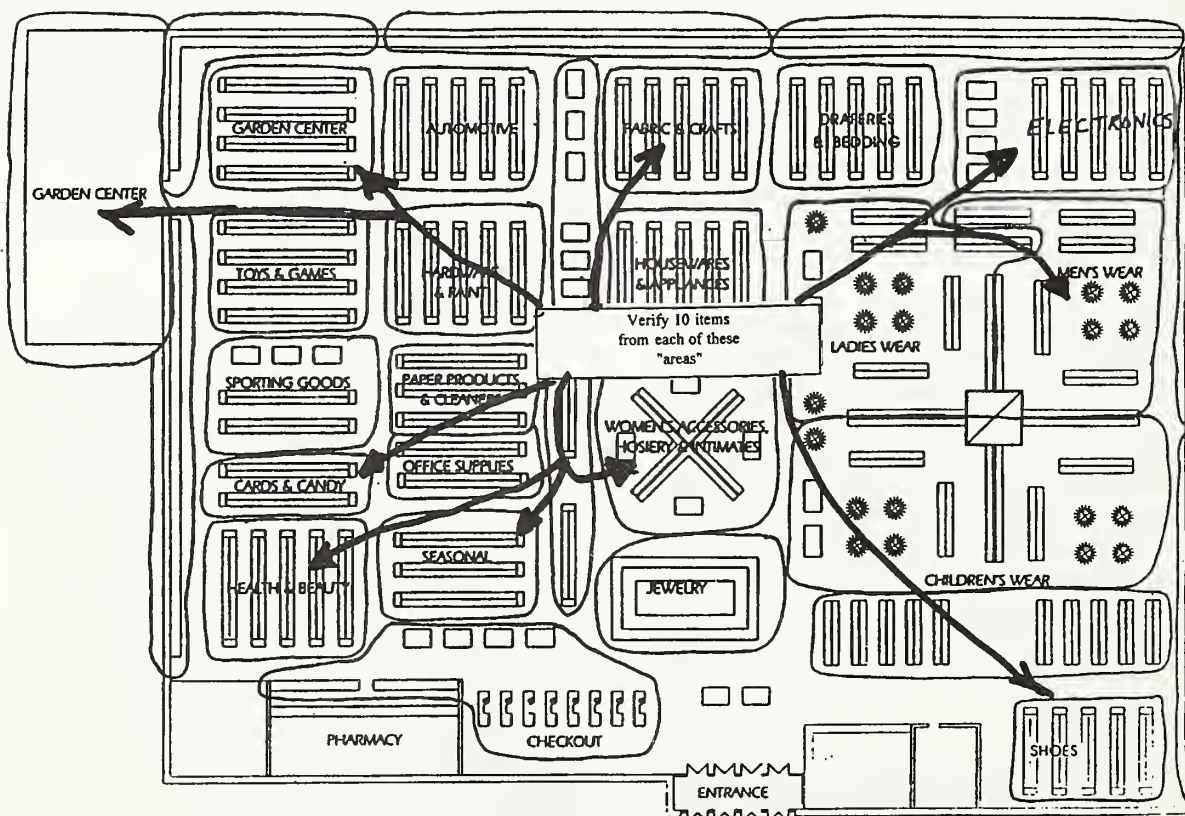 GARDEN CENTER
AUTOMOTIVE
FABRIC & CRAFTS
DRAPERIES
& BEDDING
ELECTRONICS
GARDEN CENTER
TOYS & GAMES
HARDWARE
& PAINT
HOUSEWARES
& APPLIANCES
MEN'S WEAR
Verify 10 items
from each of these
"areas"
LADIES WEAR
SPORTING GOODS
PAPER PRODUCTS
& CLEANERS
WOMEN'S ACCESSORIES,
HOSIERY & INTIMATES
OFFICE SUPPLIES
CARDS & CANDY
SEASONAL
HEALTH & BEAUTY
JEWELRY
CHILDREN'S WEAR
PHARMACY
CHECKOUT
SHOES
ENTRANCE